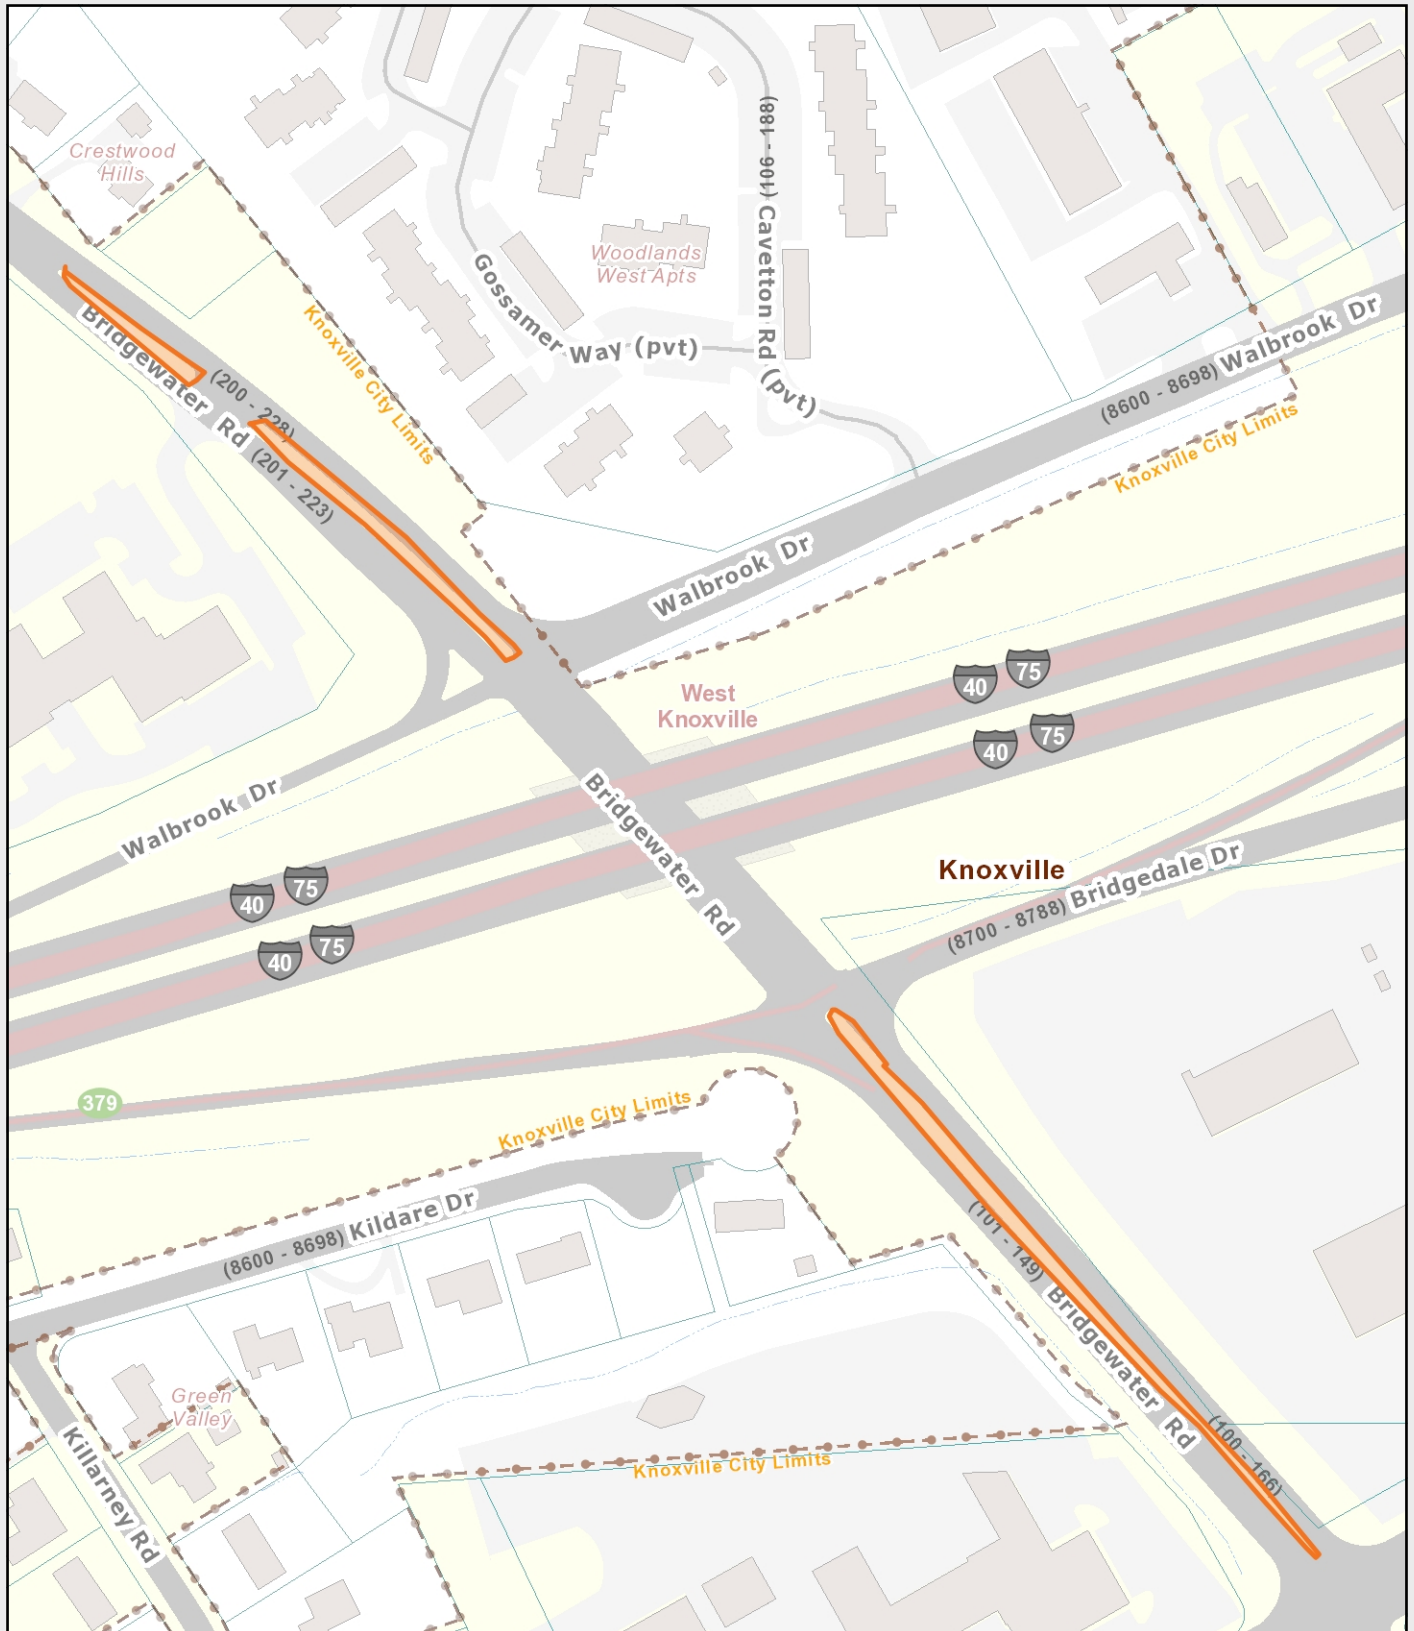 Crestwood
Hills
(881 - 901) Cavetton Rd (pvt)
Woodlands
West Apts
Gossamer Way (pvt)
Knoxville City Limits
Bridgewater Rd
(200 - 228)
(201 - 223)
(8600 - 8698) Walbrook Dr
Knoxville City Limits
Walbrook Dr
West
Knoxville
40
75
40
75
Walbrook Dr
Bridgewater Rd
Knoxville
(8700 - 8788) Bridgedale Dr
40
75
40
75
379
Knoxville City Limits
(8600 - 8698) Kildare Dr
(101 - 149) Bridgewater Rd
Green
Valley
Killarney Rd
(100 - 166)
Knoxville City Limits